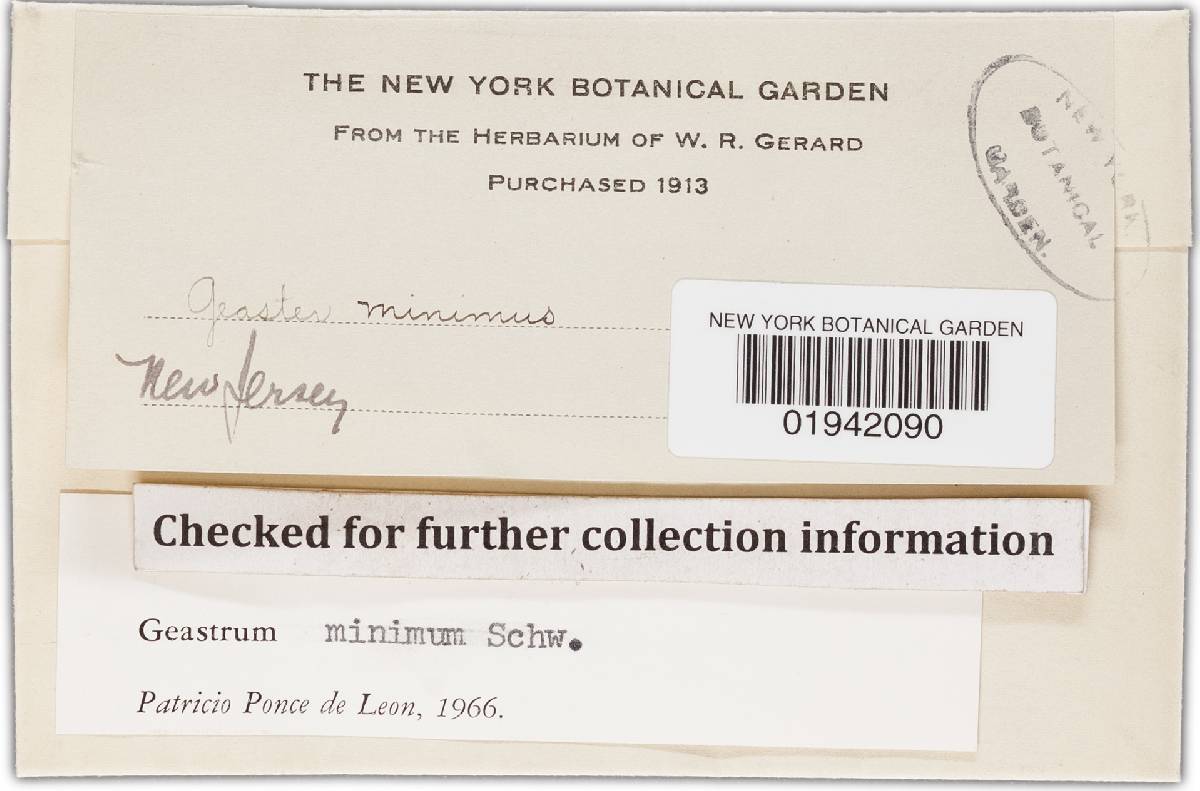 THE NEW YORK BOTANICAL GARDEN
FROM THE HERBARIUM OF W. R. GERARD
PURCHASED 1913
NEW YORK
BOTANICAL
GARDEN.
Geaster minimus
New Jersey
NEW YORK BOTANICAL GARDEN
01942090
Checked for further collection information
Geastrum minimum Schw.
Patricio Ponce de Leon, 1966.